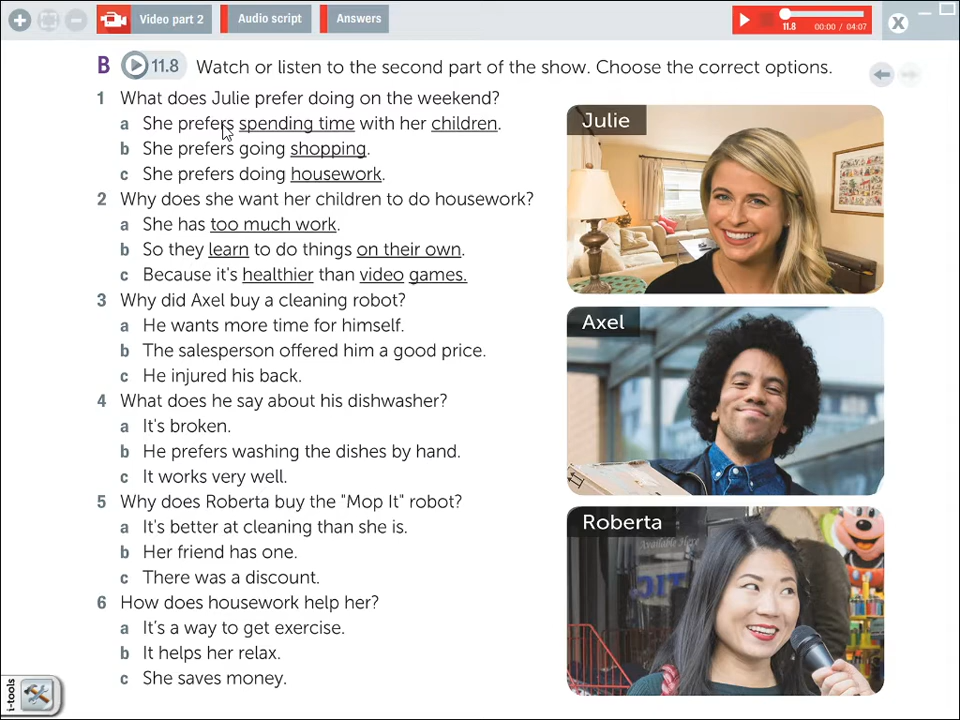 Video part 2
Audio script
Answers
11.8
00:00 / 04:07
B 11.8 Watch or listen to the second part of the show. Choose the correct options.
1 What does Julie prefer doing on the weekend?
a She prefers spending time with her children.
b She prefers going shopping.
c She prefers doing housework.
2 Why does she want her children to do housework?
a She has too much work.
b So they learn to do things on their own.
c Because it's healthier than video games.
3 Why did Axel buy a cleaning robot?
a He wants more time for himself.
b The salesperson offered him a good price.
c He injured his back.
4 What does he say about his dishwasher?
a It's broken.
b He prefers washing the dishes by hand.
c It works very well.
5 Why does Roberta buy the "Mop It" robot?
a It's better at cleaning than she is.
b Her friend has one.
c There was a discount.
6 How does housework help her?
a It's a way to get exercise.
b It helps her relax.
c She saves money.
Julie
Axel
Roberta
Available Here
i-tools